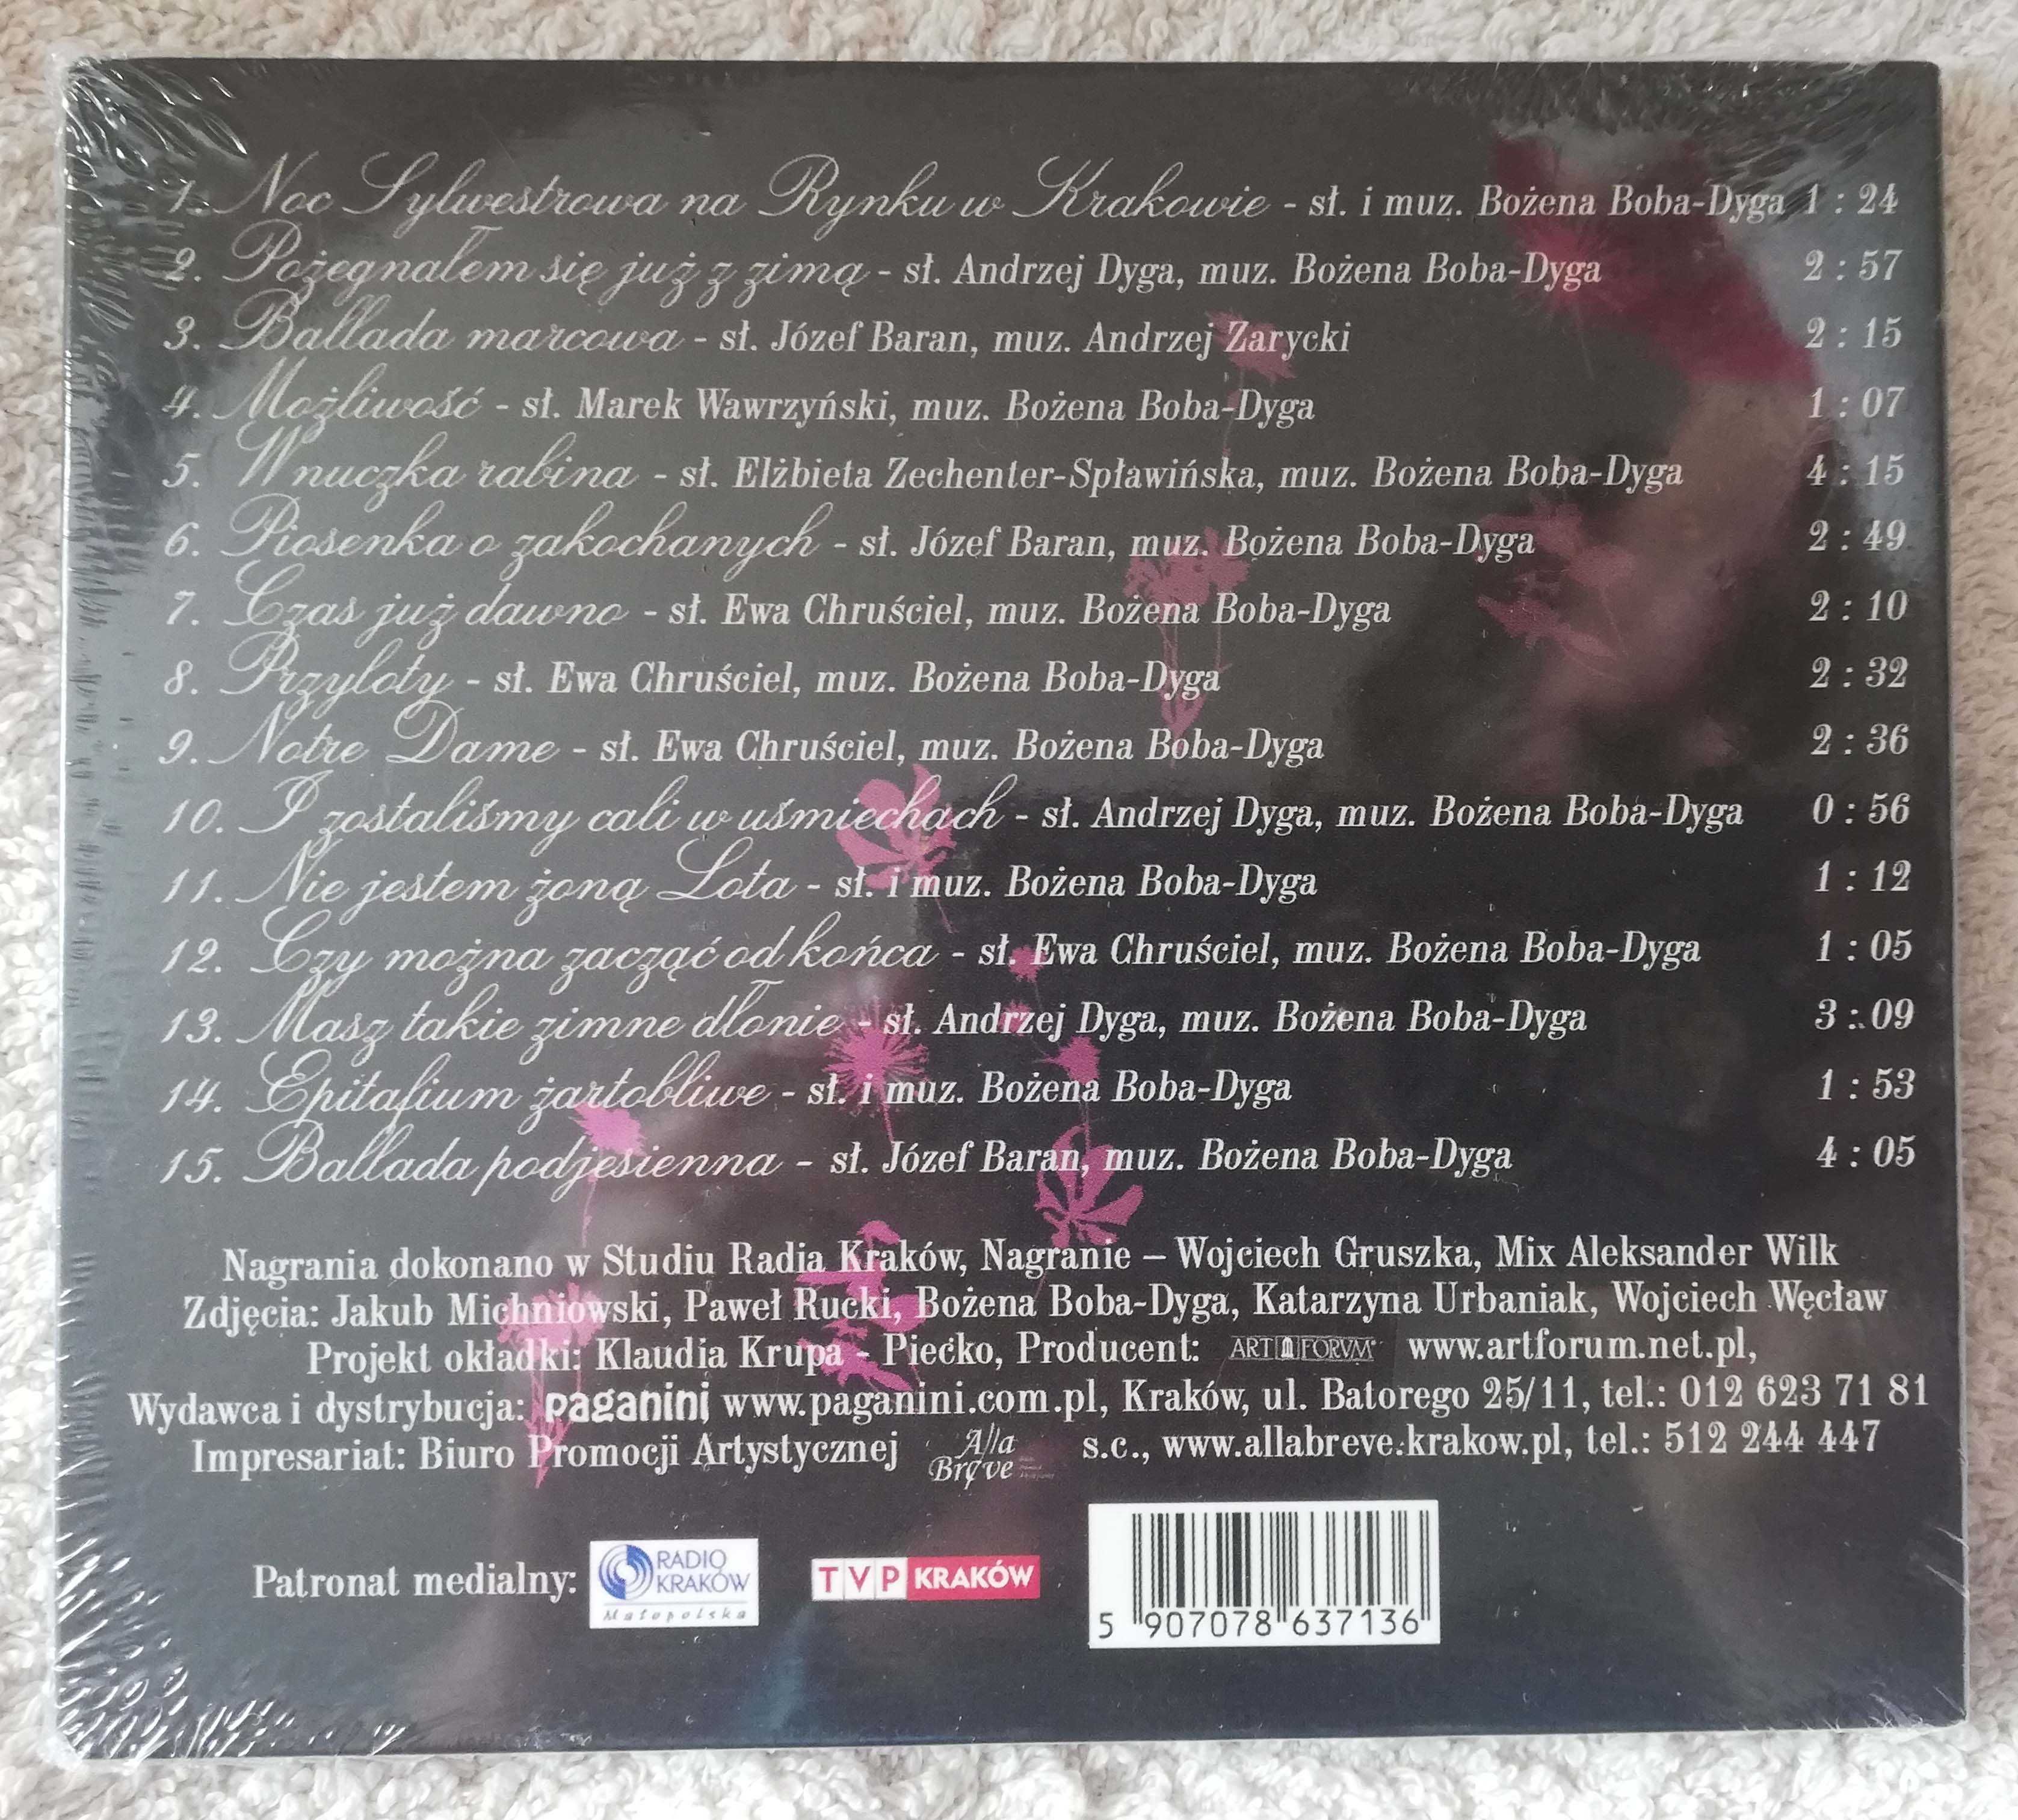 1. Noc Sylwestrowa na Rynku w Krakowie - sł. i muz. Bożena Boba-Dyga 1 : 24
2. Pożegnałem się już z zimą - sł. Andrzej Dyga, muz. Bożena Boba-Dyga 2 : 57
3. Ballada marcowa - sł. Józef Baran, muz. Andrzej Zarycki 2 : 15
4. Możliwość - sł. Marek Wawrzyński, muz. Bożena Boba-Dyga 1 : 07
5. Wnuczka rabina - sł. Elżbieta Zechenter-Spławińska, muz. Bożena Boba-Dyga 4 : 15
6. Piosenka o zakochanych - sł. Józef Baran, muz. Bożena Boba-Dyga 2 : 49
7. Czas już dawno - sł. Ewa Chruściel, muz. Bożena Boba-Dyga 2 : 10
8. Przyloty - sł. Ewa Chruściel, muz. Bożena Boba-Dyga 2 : 32
9. Notre Dame - sł. Ewa Chruściel, muz. Bożena Boba-Dyga 2 : 36
10. I zostaliśmy cali w uśmiechach - sł. Andrzej Dyga, muz. Bożena Boba-Dyga 0 : 56
11. Nie jestem żoną Lota - sł. i muz. Bożena Boba-Dyga 1 : 12
12. Czy można zacząć od końca - sł. Ewa Chruściel, muz. Bożena Boba-Dyga 1 : 05
13. Masz takie zimne dłonie - sł. Andrzej Dyga, muz. Bożena Boba-Dyga 3 : 09
14. Epitafium żartobliwe - sł. i muz. Bożena Boba-Dyga 1 : 53
15. Ballada podjesienna - sł. Józef Baran, muz. Bożena Boba-Dyga 4 : 05
Nagrania dokonano w Studiu Radia Kraków, Nagranie – Wojciech Gruszka, Mix Aleksander Wilk
Zdjęcia: Jakub Michniowski, Paweł Rucki, Bożena Boba-Dyga, Katarzyna Urbaniak, Wojciech Węcław
Projekt okładki: Klaudia Krupa - Piećko, Producent: ART FORVM www.artforum.net.pl,
Wydawca i dystrybucja: paganini www.paganini.com.pl, Kraków, ul. Batorego 25/11, tel.: 012 623 71 81
Impresariat: Biuro Promocji Artystycznej Alla Breve s.c., www.allabreve.krakow.pl, tel.: 512 244 447
Patronat medialny: RADIO KRAKÓW Małopolska TVP KRAKÓW
5 907078 637136